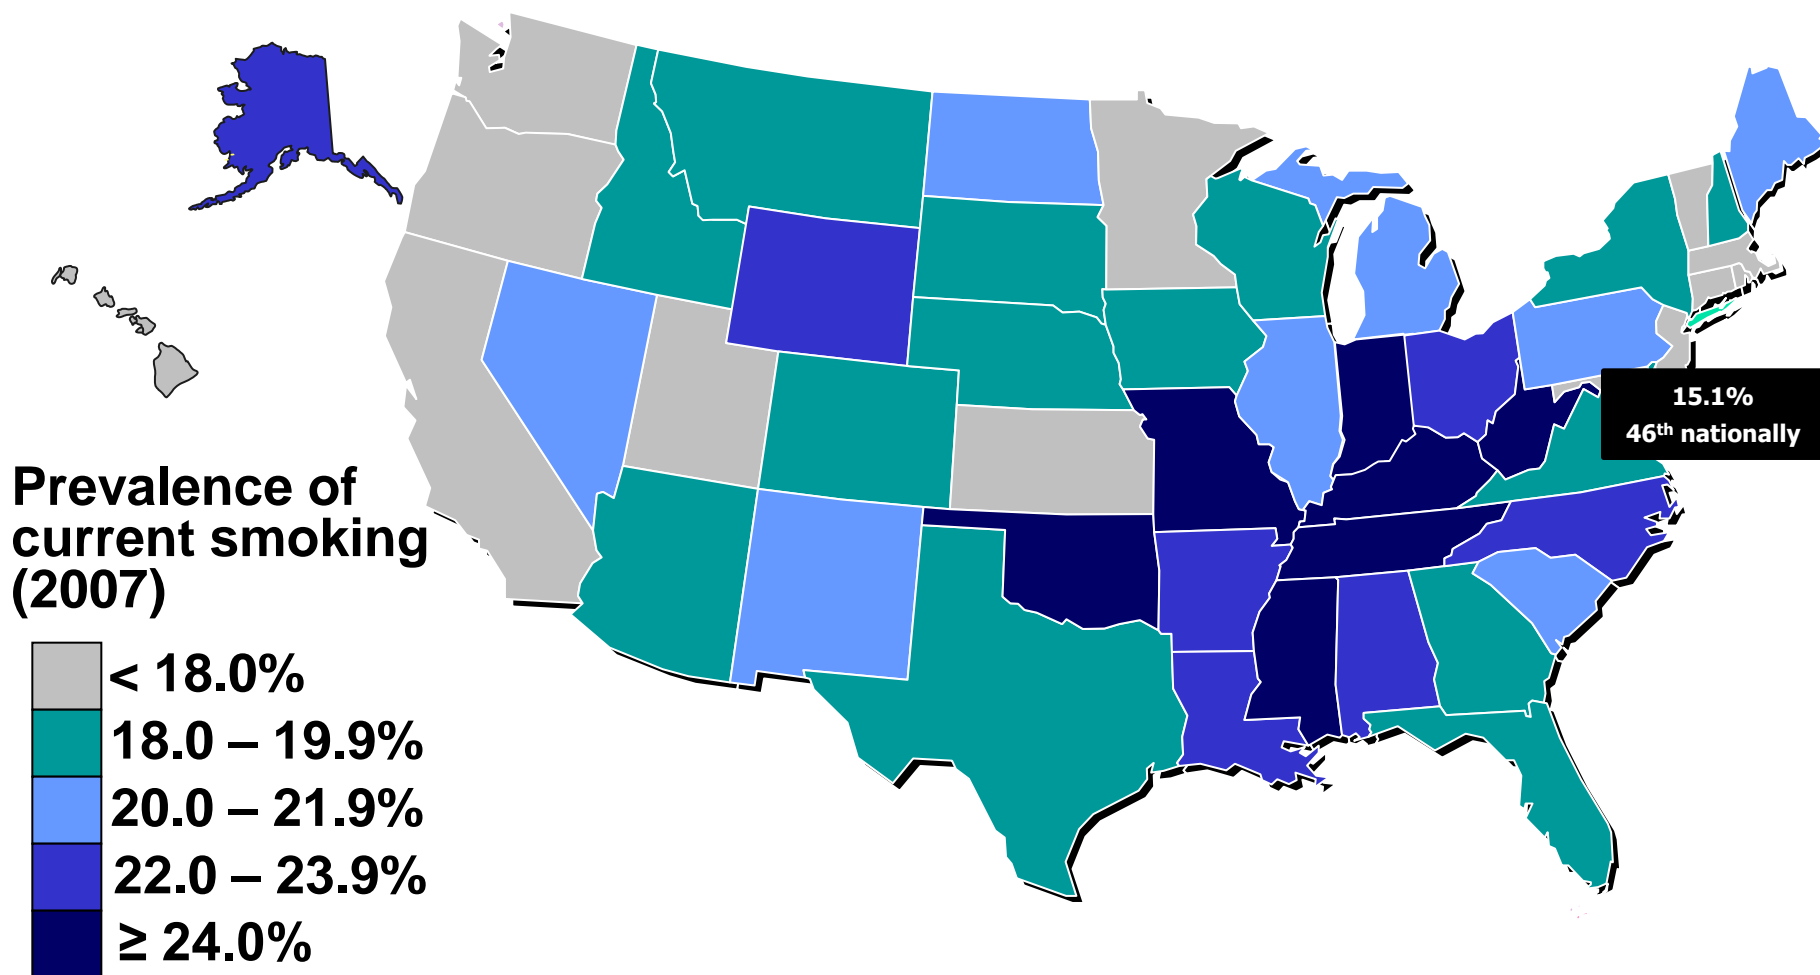 Prevalence of
current smoking
(2007)
< 18.0%
18.0 – 19.9%
20.0 – 21.9%
22.0 – 23.9%
≥ 24.0%
15.1%
46th nationally